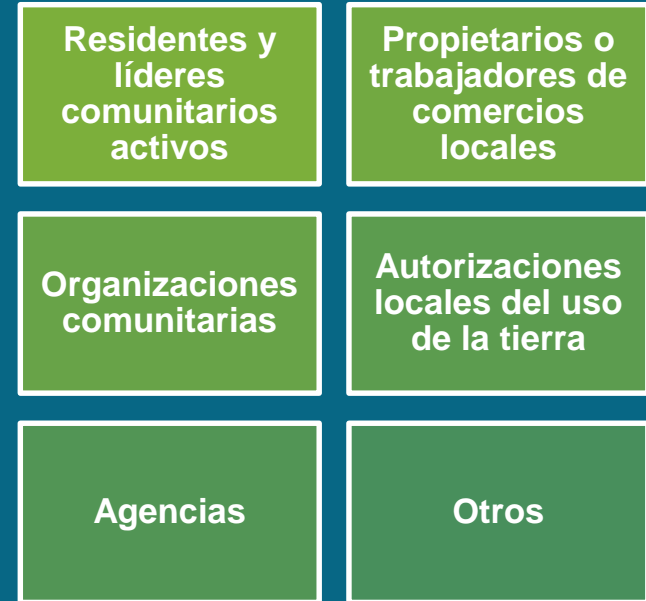 Residentes y
líderes
comunitarios
activos
Propietarios o
trabajadores de
comercios
locales
Organizaciones
comunitarias
Autorizaciones
locales del uso
de la tierra
Agencias
Otros